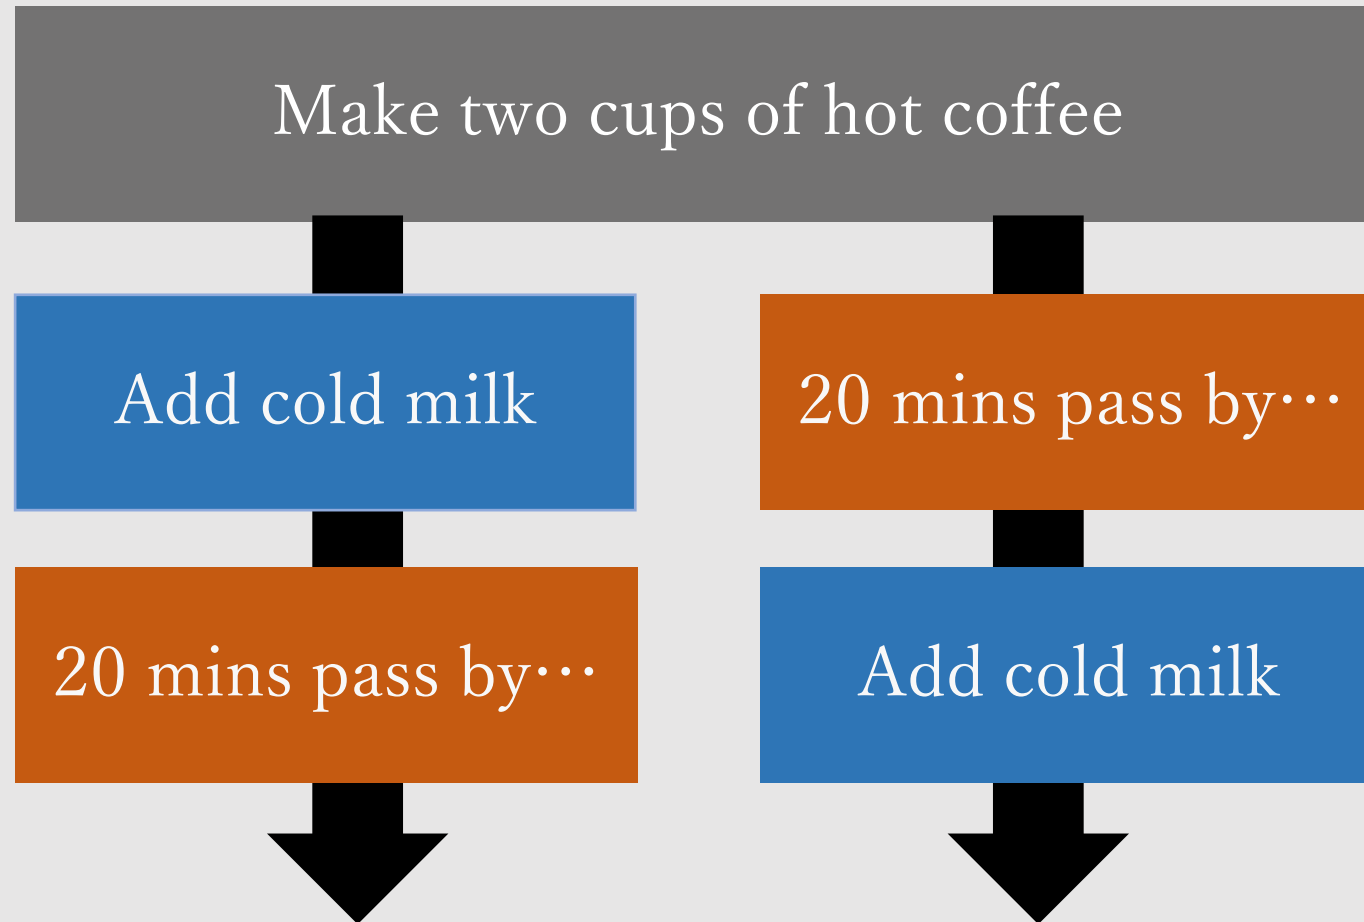 Make two cups of hot coffee
Add cold milk
20 mins pass by…
20 mins pass by…
Add cold milk